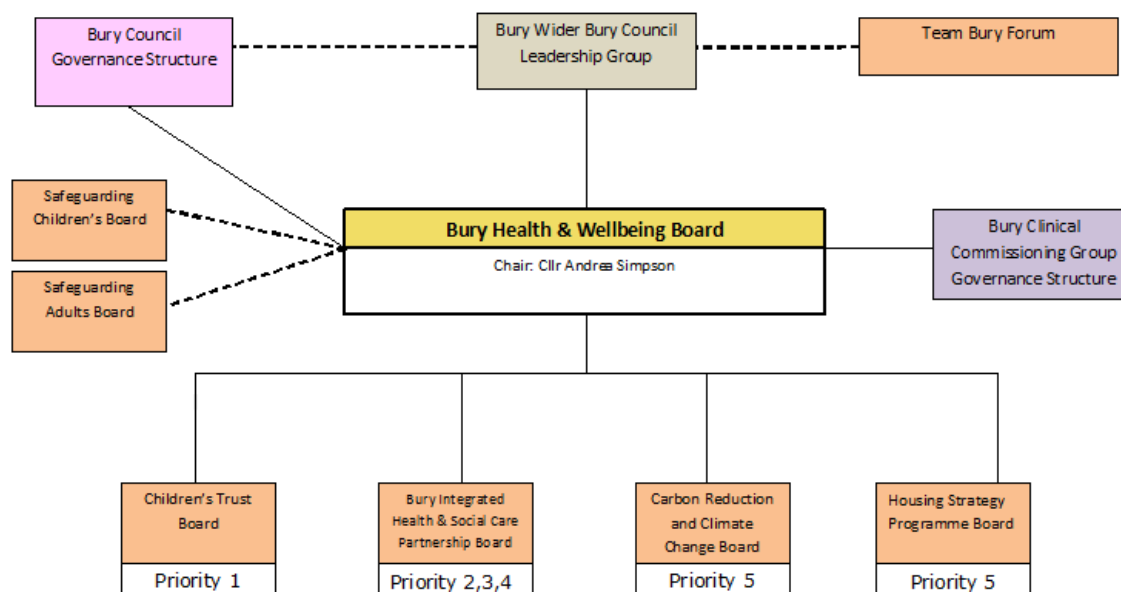 Bury Council
Governance Structure
Bury Wider Bury Council
Leadership Group
Team Bury Forum
Safeguarding
Children's Board
Safeguarding
Adults Board
Bury Health & Wellbeing Board
Chair: Cllr Andrea Simpson
Bury Clinical
Commissioning Group
Governance Structure
Children's Trust
Board
Priority 1
Bury Integrated
Health & Social Care
Partnership Board
Priority 2,3,4
Carbon Reduction
and Climate
Change Board
Priority 5
Housing Strategy
Programme Board
Priority 5